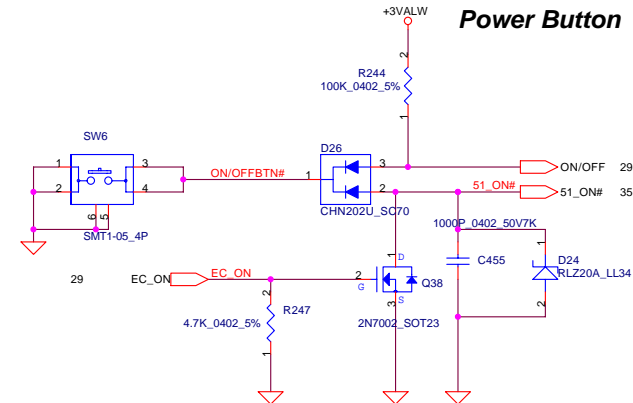 +3VALW
Power Button
2
R244
100K_0402_5%
1
SW6
D26
1 3
2 4
ON/OFFBTN#
1 3
2
ON/OFF 29
51_ON#
51_ON# 35
6 5
SMT1-05_4P
CHN202U_SC70
1000P_0402_50V7K
1
D
1
C455
D24
RLZ20A_LL34
29 EC_ON
EC_ON
2
G
Q38
S
3
2
2
R247
4.7K_0402_5%
2N7002_SOT23
1